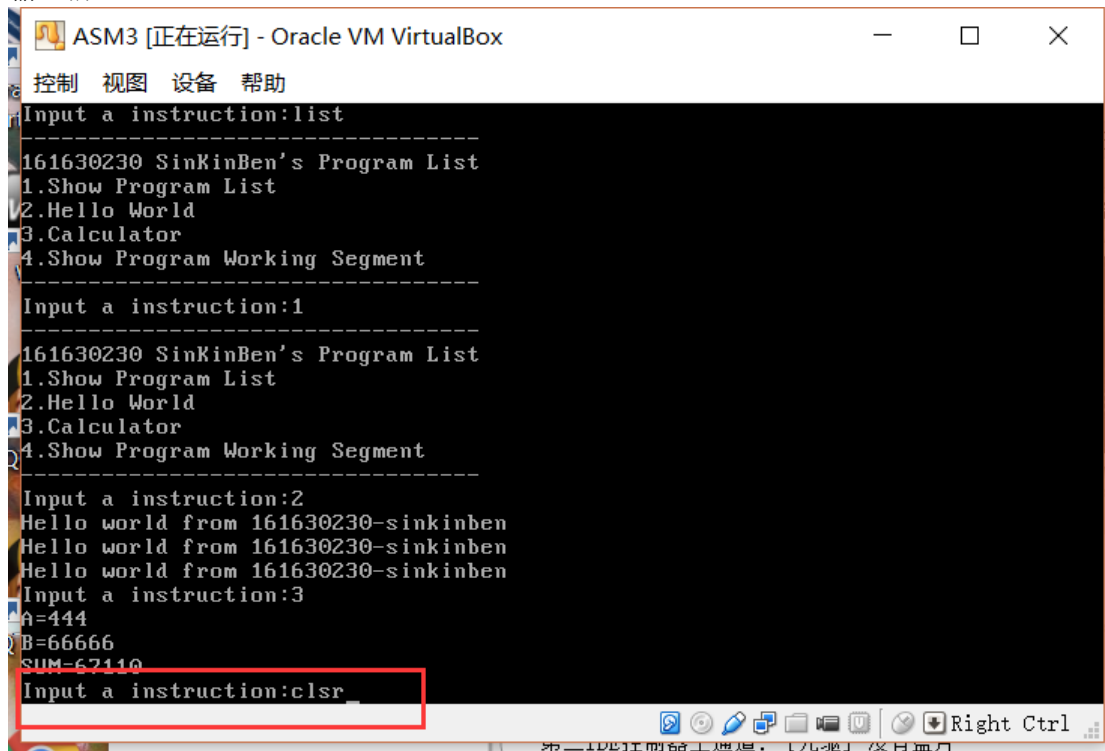 ASM3 [正在运行] - Oracle VM VirtualBox
控制 视图 设备 帮助
Input a instruction:list
-----------------------------------
161630230 SinKinBen's Program List
1.Show Program List
2.Hello World
3.Calculator
4.Show Program Working Segment
-----------------------------------
Input a instruction:1
-----------------------------------
161630230 SinKinBen's Program List
1.Show Program List
2.Hello World
3.Calculator
4.Show Program Working Segment
-----------------------------------
Input a instruction:2
Hello world from 161630230-sinkinben
Hello world from 161630230-sinkinben
Hello world from 161630230-sinkinben
Input a instruction:3
A=444
B=66666
SUM=67110
Input a instruction:clsr_
Right Ctrl